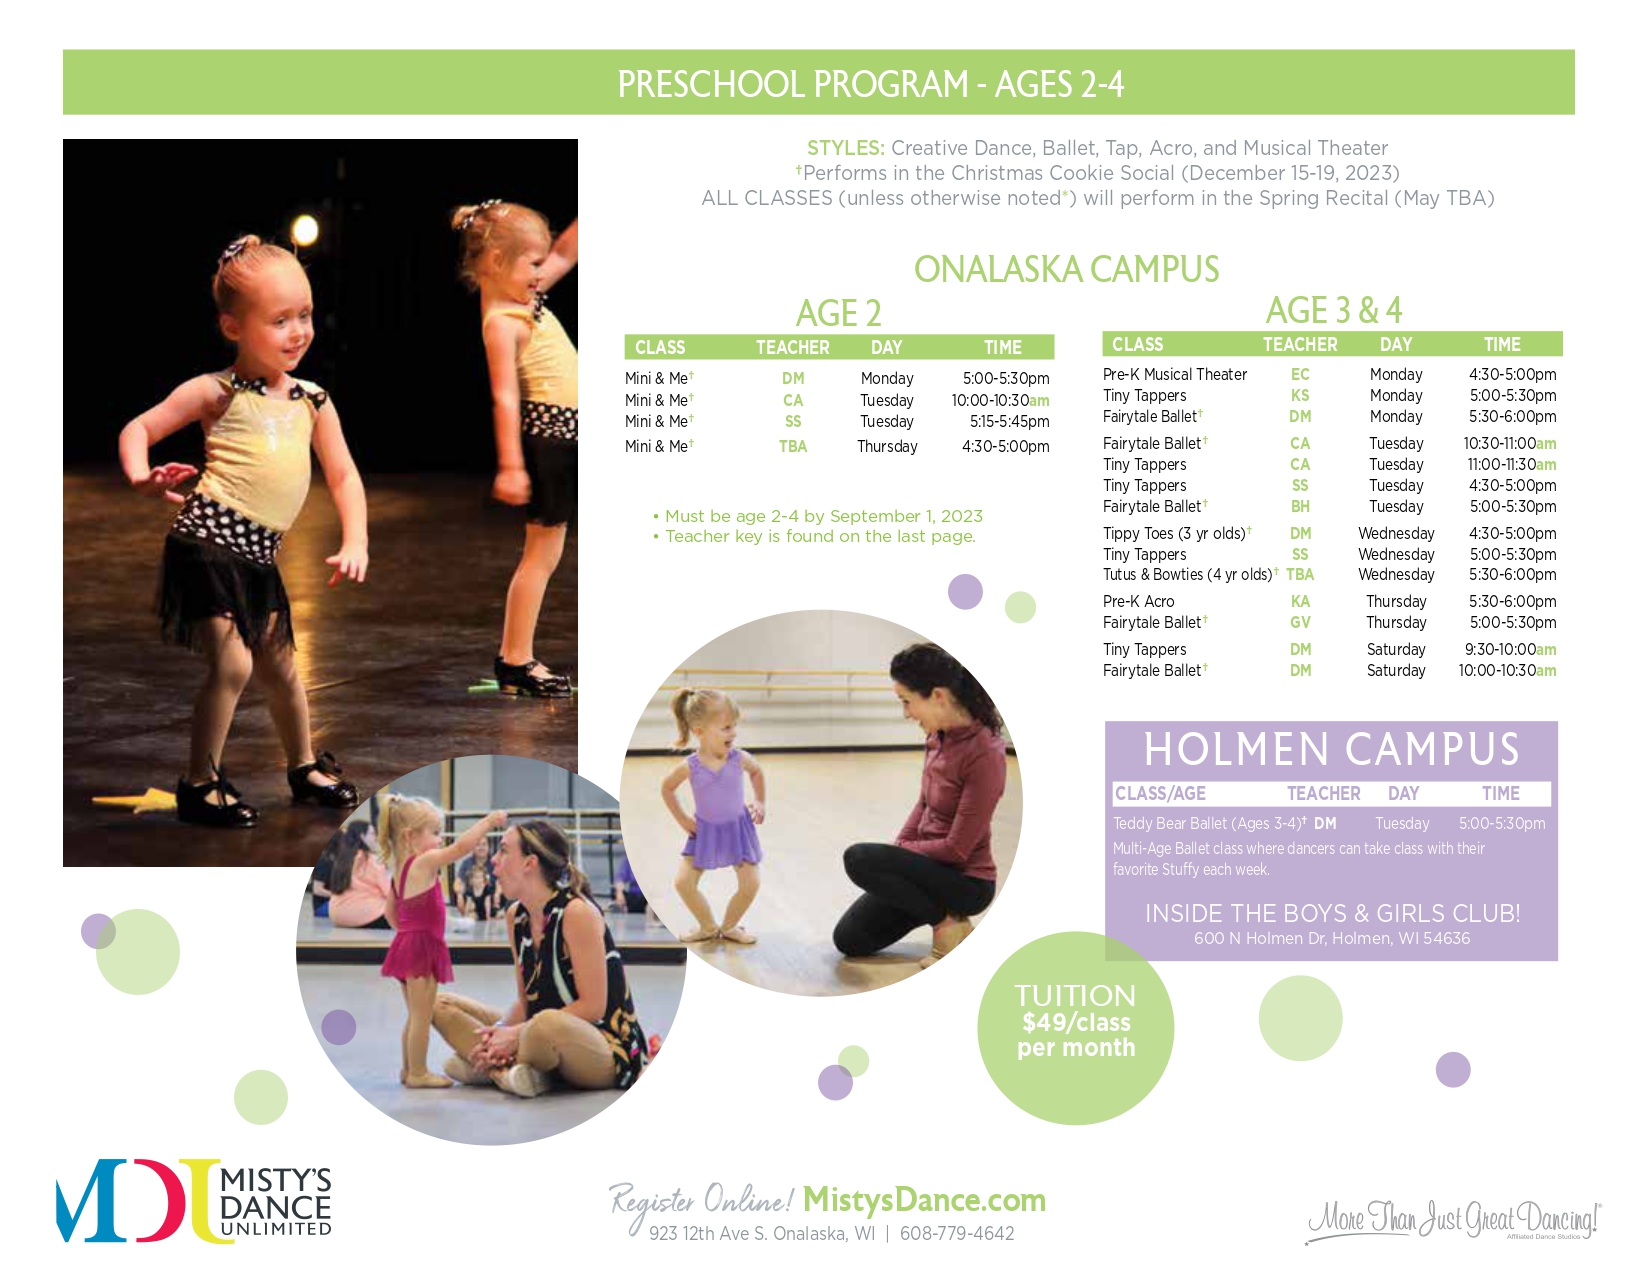 PRESCHOOL PROGRAM - AGES 2-4
STYLES: Creative Dance, Ballet, Tap, Acro, and Musical Theater
†Performs in the Christmas Cookie Social (December 15-19, 2023)
ALL CLASSES (unless otherwise noted*) will perform in the Spring Recital (May TBA)
ONALASKA CAMPUS
AGE 2
CLASS TEACHER DAY TIME
Mini & Me† DM Monday 5:00-5:30pm
Mini & Me† CA Tuesday 10:00-10:30am
Mini & Me† SS Tuesday 5:15-5:45pm
Mini & Me† TBA Thursday 4:30-5:00pm
• Must be age 2-4 by September 1, 2023
• Teacher key is found on the last page.
AGE 3 & 4
CLASS TEACHER DAY TIME
Pre-K Musical Theater EC Monday 4:30-5:00pm
Tiny Tappers KS Monday 5:00-5:30pm
Fairytale Ballet† DM Monday 5:30-6:00pm
Fairytale Ballet† CA Tuesday 10:30-11:00am
Tiny Tappers CA Tuesday 11:00-11:30am
Tiny Tappers SS Tuesday 4:30-5:00pm
Fairytale Ballet† BH Tuesday 5:00-5:30pm
Tippy Toes (3 yr olds)† DM Wednesday 4:30-5:00pm
Tiny Tappers SS Wednesday 5:00-5:30pm
Tutus & Bowties (4 yr olds)† TBA Wednesday 5:30-6:00pm
Pre-K Acro KA Thursday 5:30-6:00pm
Fairytale Ballet† GV Thursday 5:00-5:30pm
Tiny Tappers DM Saturday 9:30-10:00am
Fairytale Ballet† DM Saturday 10:00-10:30am
HOLMEN CAMPUS
CLASS/AGE TEACHER DAY TIME
Teddy Bear Ballet (Ages 3-4)† DM Tuesday 5:00-5:30pm
Multi-Age Ballet class where dancers can take class with their
favorite Stuffy each week.
INSIDE THE BOYS & GIRLS CLUB!
600 N Holmen Dr, Holmen, WI 54636
TUITION
$49/class
per month
MDU MISTY'S
DANCE
UNLIMITED
Register Online! MistysDance.com
923 12th Ave S. Onalaska, WI | 608-779-4642
More Than Just Great Dancing!®
Affiliated Dance Studios